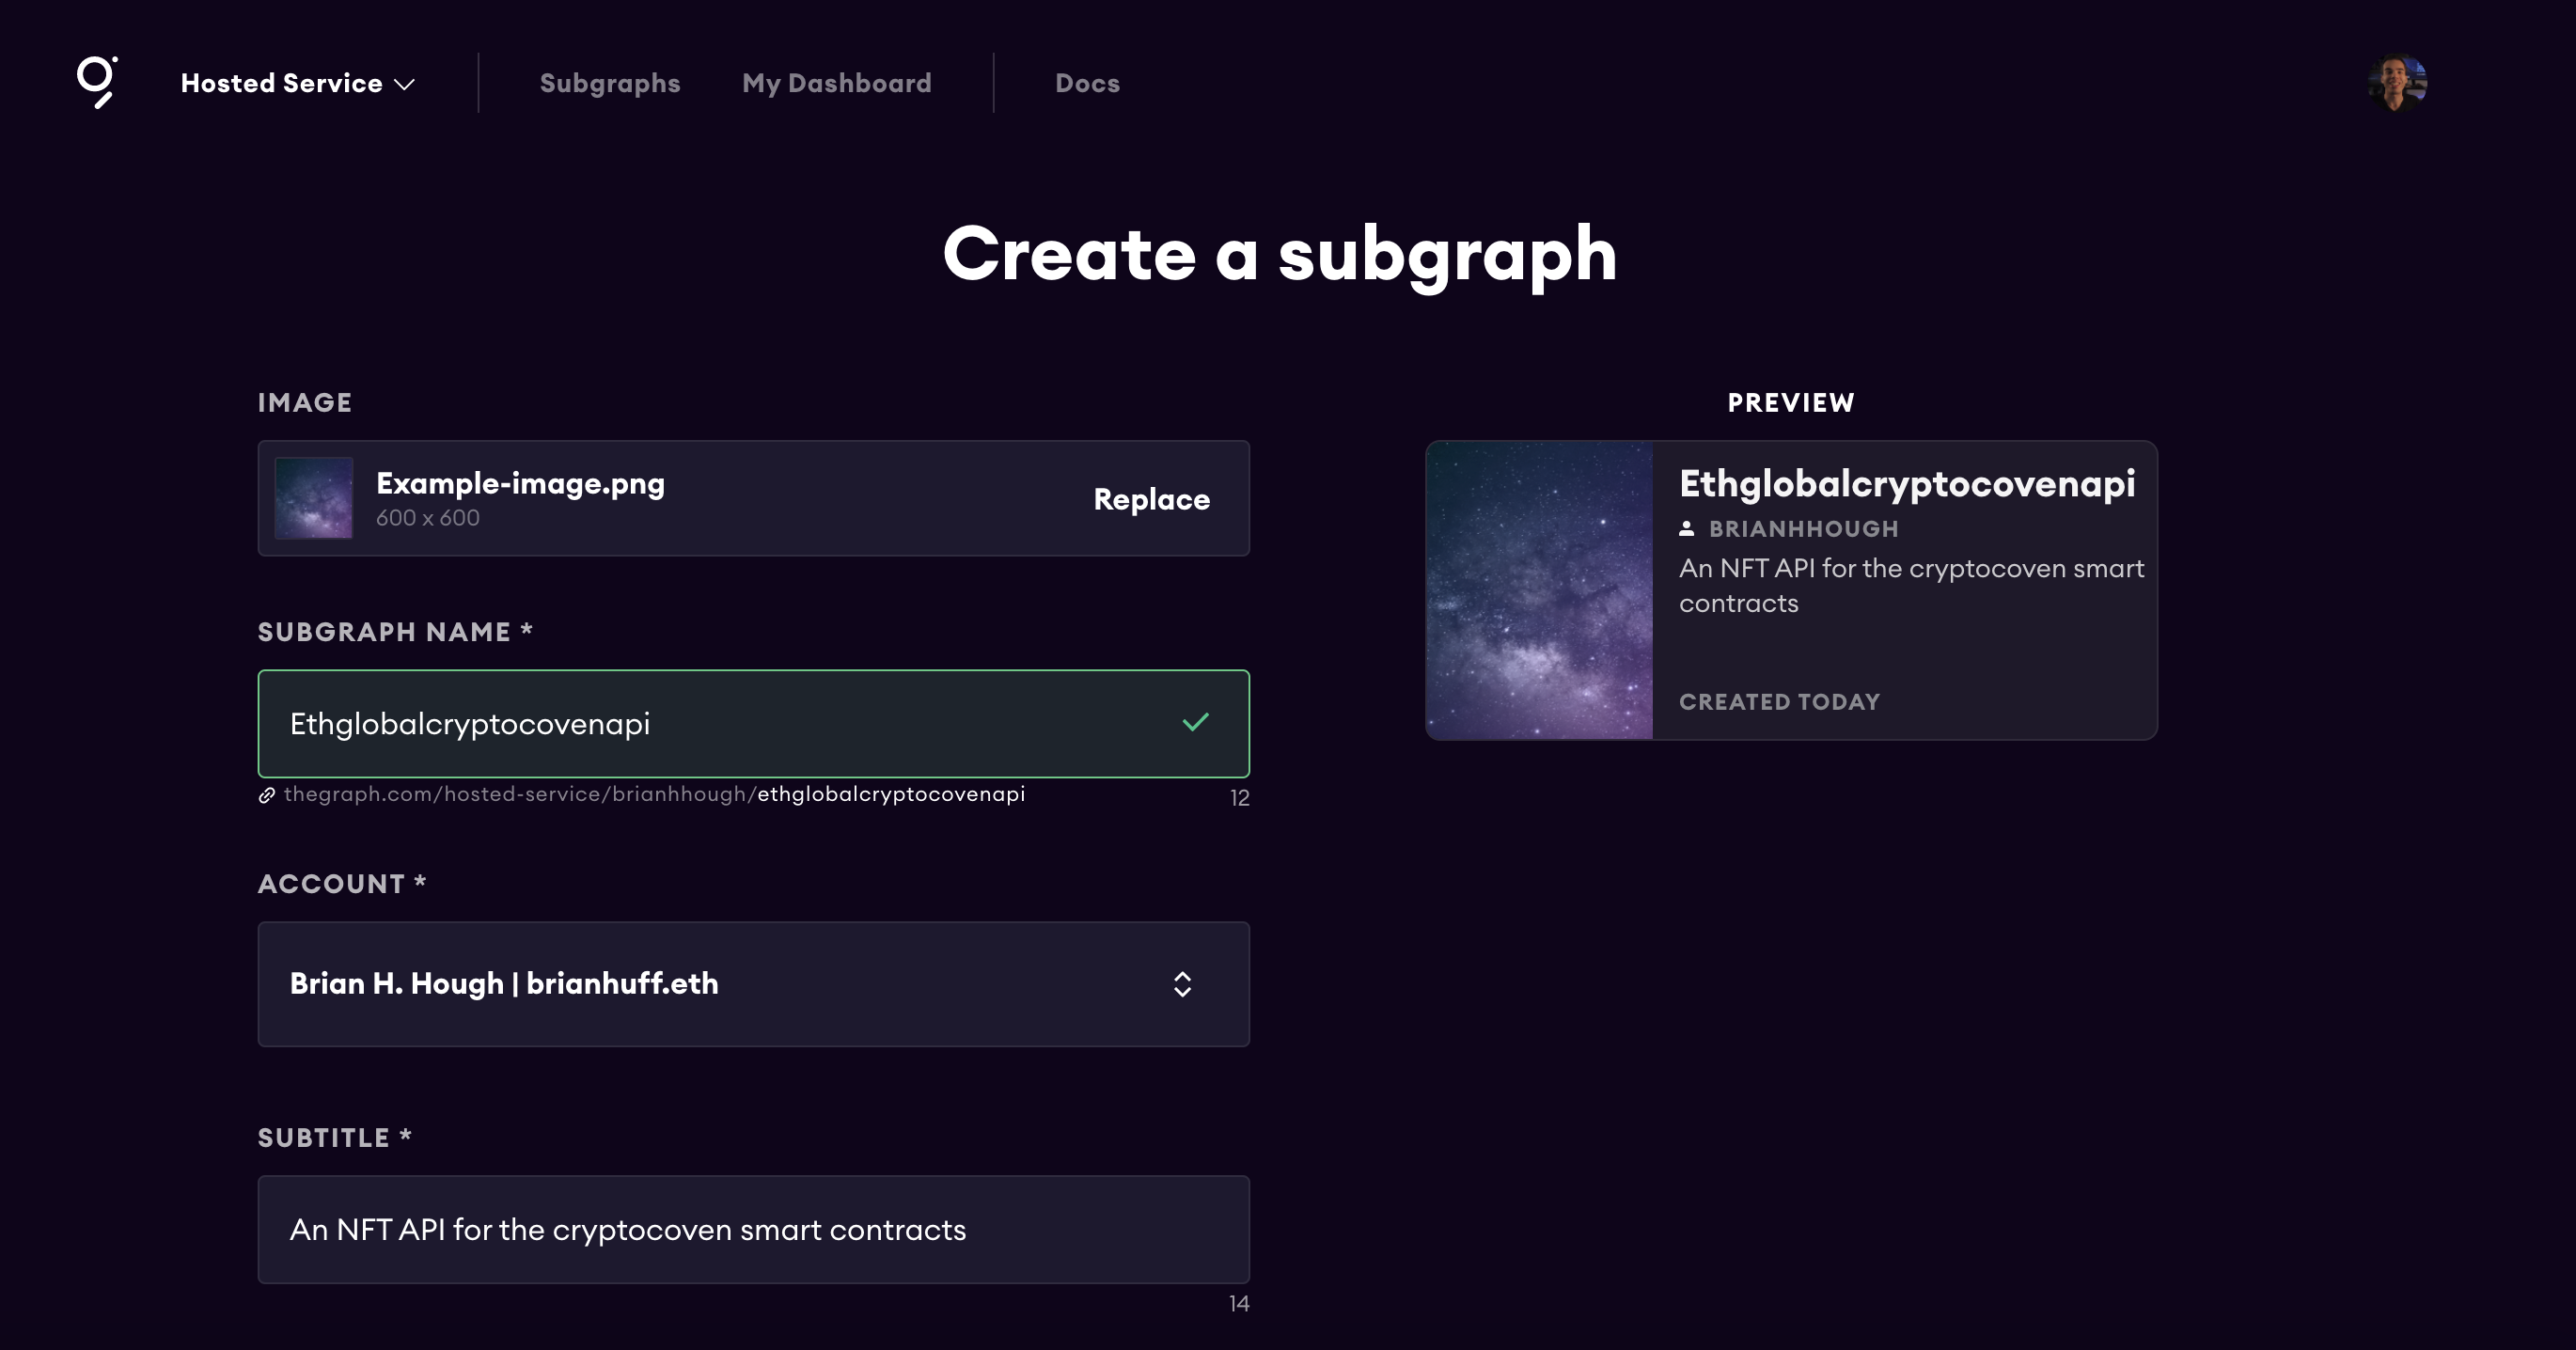 Hosted Service
Subgraphs
My Dashboard
Docs
Create a subgraph
IMAGE
Example-image.png
600 x 600
Replace
SUBGRAPH NAME *
Ethglobalcryptocovenapi
thegraph.com/hosted-service/brianhhough/ethglobalcryptocovenapi
12
ACCOUNT *
Brian H. Hough | brianhuff.eth
SUBTITLE *
An NFT API for the cryptocoven smart contracts
14
PREVIEW
Ethglobalcryptocovenapi
BRIANHHOUGH
An NFT API for the cryptocoven smart
contracts
CREATED TODAY